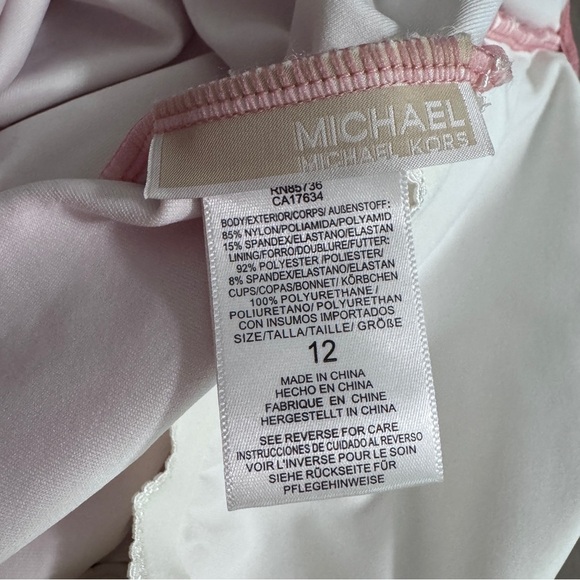 MICHAEL
MICHAEL KORS
RN85736
CA17634
BODY/EXTERIOR/CORPS/ AUßENSTOFF:
85% NYLON/POLIAMIDA/POLYAMID
15% SPANDEX/ELASTANO/ELASTAN
LINING/FORRO/DOUBLURE/FUTTER:
92% POLYESTER /POLIESTER/
8% SPANDEX/ELASTANO/ELASTAN
CUPS/COPAS/BONNET/ KÖRBCHEN
100% POLYURETHANE /
POLIURETANO/ POLYURETHAN
CON INSUMOS IMPORTADOS
SIZE/TALLA/TAILLE/ GRÖßE
12
MADE IN CHINA
HECHO EN CHINA
FABRIQUE EN CHINE
HERGESTELLT IN CHINA
SEE REVERSE FOR CARE
INSTRUCCIONES DE CUIDADO AL REVERSO
VOIR L'INVERSE POUR LE SOIN
SIEHE RÜCKSEITE FÜR
PFLEGEHINWEISE